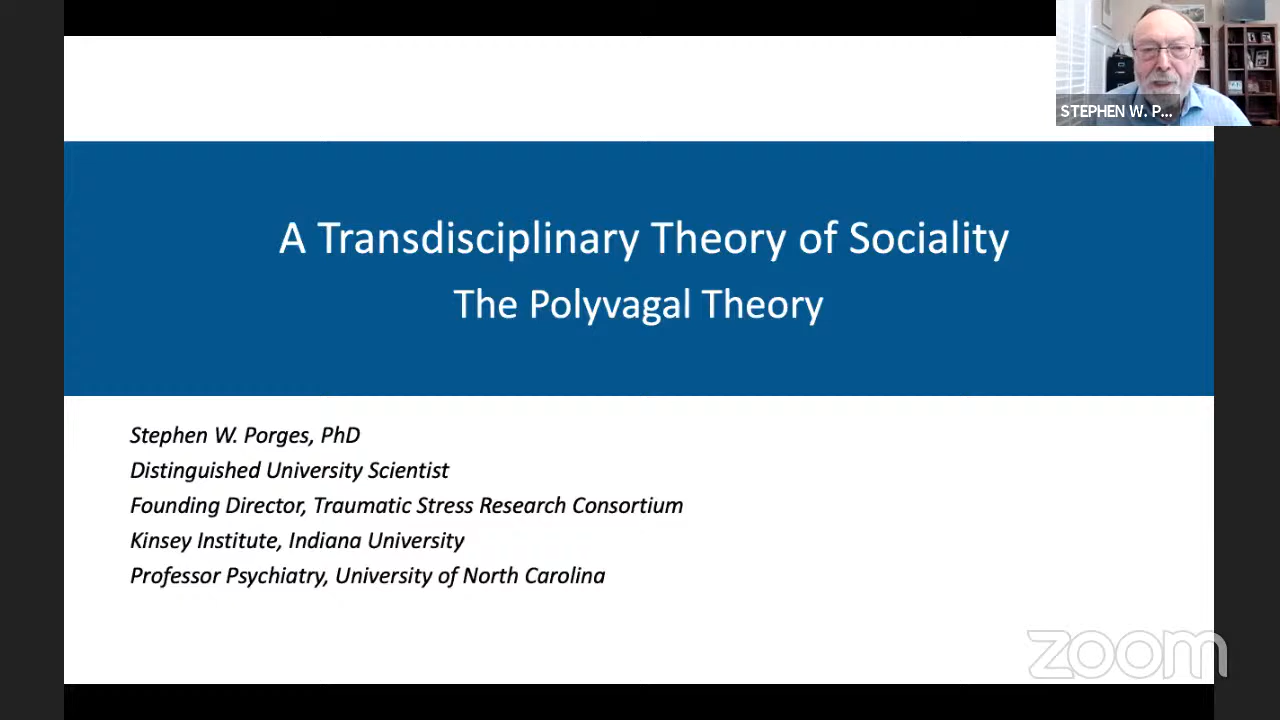 STEPHEN W. P...
A Transdisciplinary Theory of Sociality
The Polyvagal Theory
Stephen W. Porges, PhD
Distinguished University Scientist
Founding Director, Traumatic Stress Research Consortium
Kinsey Institute, Indiana University
Professor Psychiatry, University of North Carolina
zoom